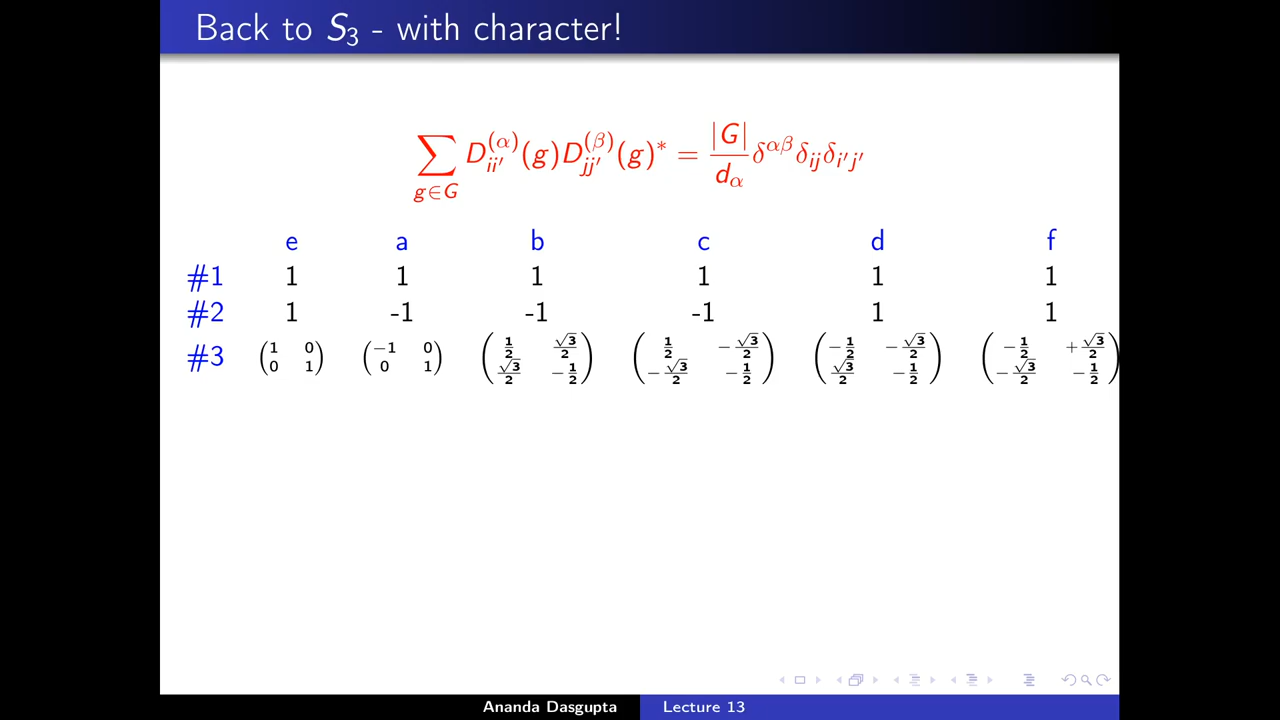 Back to S₃ - with character!
∑_{g∈G} D^{(α)}_{ii′}(g)D^{(β)}_{jj′}(g)* = |G|/d_α δ^{αβ}δ_{ij}δ_{i′j′}
e a b c d f
#1 1 1 1 1 1 1
#2 1 -1 -1 -1 1 1
#3 (1 0; 0 1) (−1 0; 0 1) (1/2 √3/2; √3/2 −1/2) (1/2 −√3/2; −√3/2 −1/2) (−1/2 −√3/2; √3/2 −1/2) (−1/2 +√3/2; −√3/2 −1/2)
Ananda Dasgupta Lecture 13